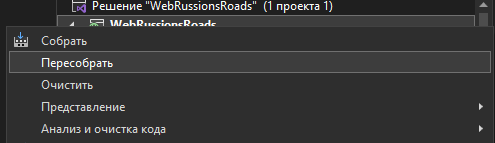 Решение "WebRussionsRoads" (1 проекта 1)
WebRussionsRoads
Собрать
Пересобрать
Очистить
Представление
Анализ и очистка кода